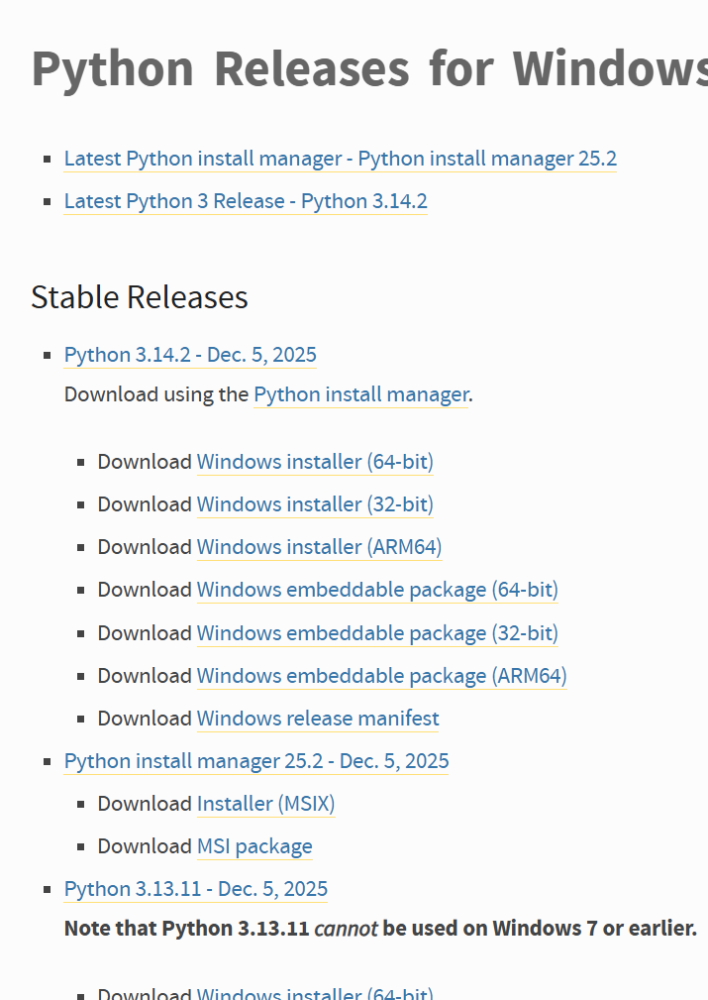 Python Releases for Windows
Latest Python install manager - Python install manager 25.2
Latest Python 3 Release - Python 3.14.2
Stable Releases
Python 3.14.2 - Dec. 5, 2025
Download using the Python install manager.
Download Windows installer (64-bit)
Download Windows installer (32-bit)
Download Windows installer (ARM64)
Download Windows embeddable package (64-bit)
Download Windows embeddable package (32-bit)
Download Windows embeddable package (ARM64)
Download Windows release manifest
Python install manager 25.2 - Dec. 5, 2025
Download Installer (MSIX)
Download MSI package
Python 3.13.11 - Dec. 5, 2025
Note that Python 3.13.11 cannot be used on Windows 7 or earlier.
Download Windows installer (64-bit)